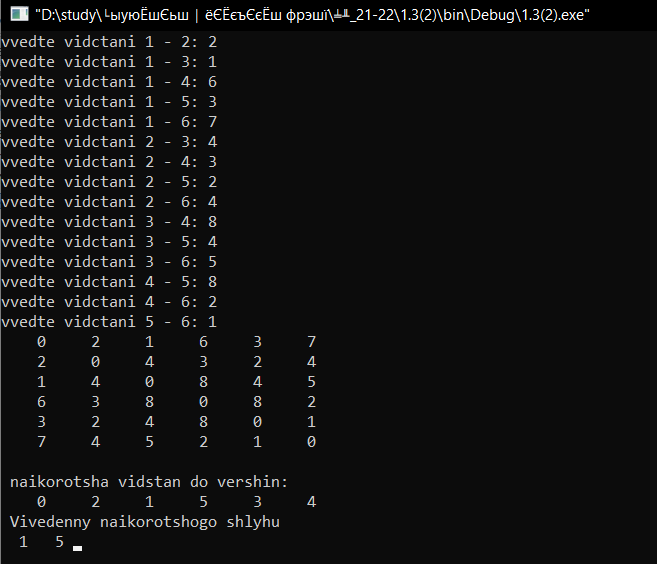 "D:\study\└ыуюЁшЄьш | ёЄЁєъЄєЁш фрэшї\╧╨_21-22\1.3(2)\bin\Debug\1.3(2).exe"
vvedte vidctani 1 - 2: 2
vvedte vidctani 1 - 3: 1
vvedte vidctani 1 - 4: 6
vvedte vidctani 1 - 5: 3
vvedte vidctani 1 - 6: 7
vvedte vidctani 2 - 3: 4
vvedte vidctani 2 - 4: 3
vvedte vidctani 2 - 5: 2
vvedte vidctani 2 - 6: 4
vvedte vidctani 3 - 4: 8
vvedte vidctani 3 - 5: 4
vvedte vidctani 3 - 6: 5
vvedte vidctani 4 - 5: 8
vvedte vidctani 4 - 6: 2
vvedte vidctani 5 - 6: 1
0 2 1 6 3 7
2 0 4 3 2 4
1 4 0 8 4 5
6 3 8 0 8 2
3 2 4 8 0 1
7 4 5 2 1 0
naikorotsha vidstan do vershin:
0 2 1 5 3 4
Vivedenny naikorotshogo shlyhu
1 5